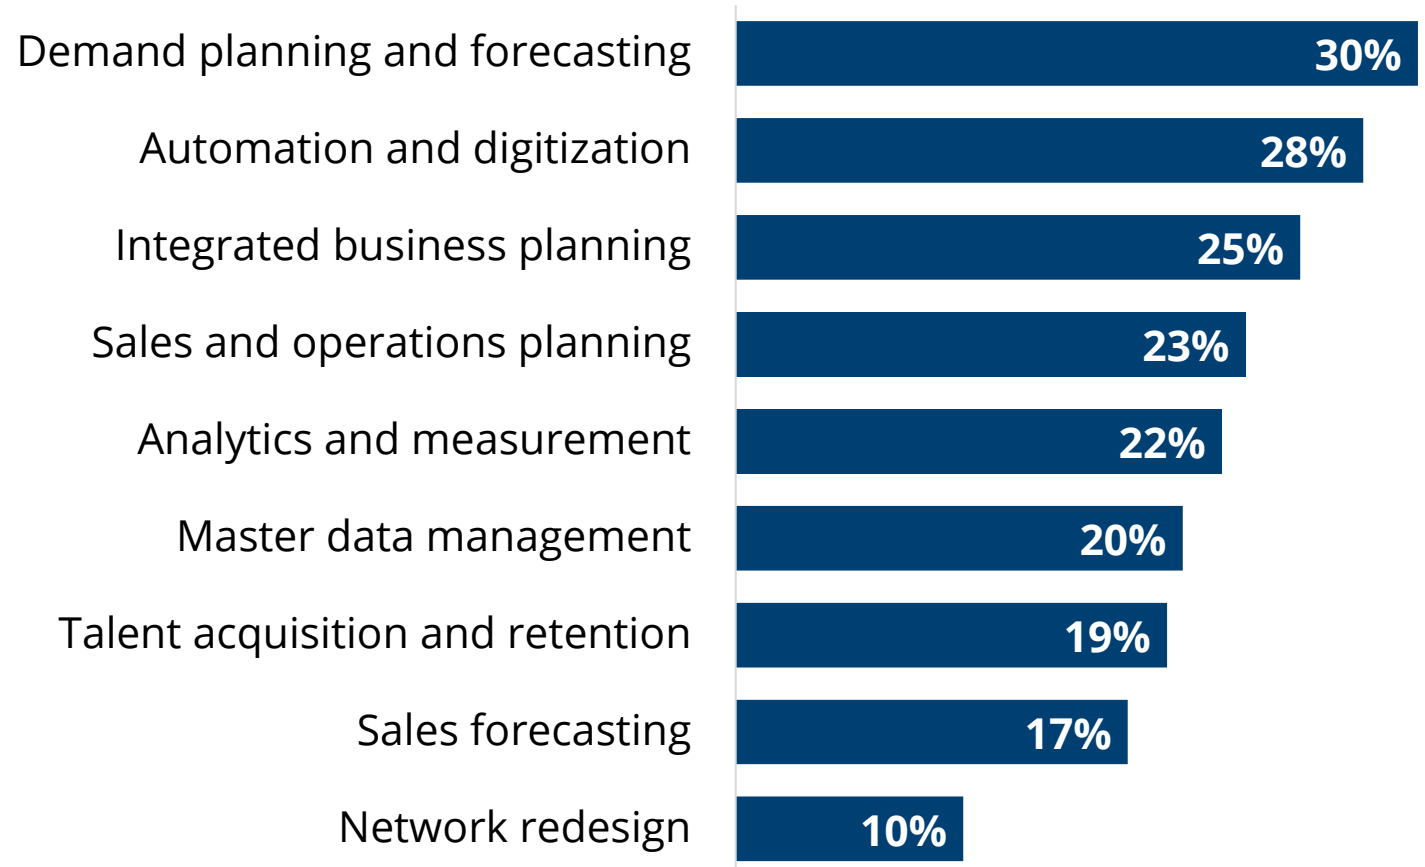 Demand planning and forecasting 30%
Automation and digitization 28%
Integrated business planning 25%
Sales and operations planning 23%
Analytics and measurement 22%
Master data management 20%
Talent acquisition and retention 19%
Sales forecasting 17%
Network redesign 10%